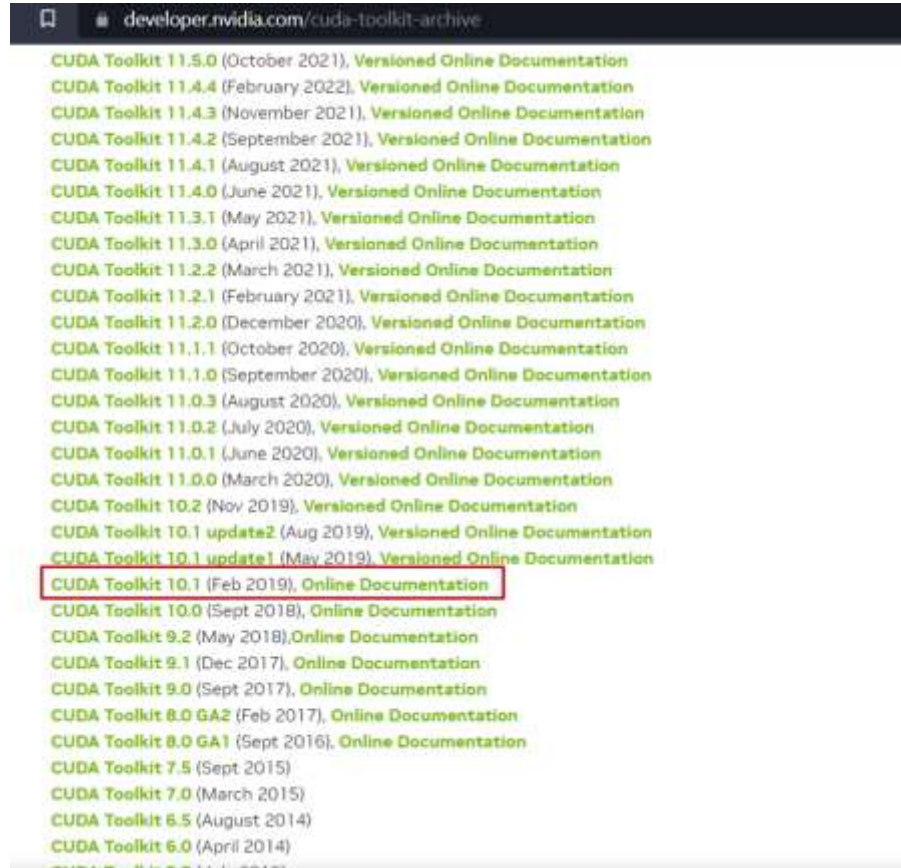 developer.nvidia.com/cuda-toolkit-archive
CUDA Toolkit 11.5.0 (October 2021), Versioned Online Documentation
CUDA Toolkit 11.4.4 (February 2022), Versioned Online Documentation
CUDA Toolkit 11.4.3 (November 2021), Versioned Online Documentation
CUDA Toolkit 11.4.2 (September 2021), Versioned Online Documentation
CUDA Toolkit 11.4.1 (August 2021), Versioned Online Documentation
CUDA Toolkit 11.4.0 (June 2021), Versioned Online Documentation
CUDA Toolkit 11.3.1 (May 2021), Versioned Online Documentation
CUDA Toolkit 11.3.0 (April 2021), Versioned Online Documentation
CUDA Toolkit 11.2.2 (March 2021), Versioned Online Documentation
CUDA Toolkit 11.2.1 (February 2021), Versioned Online Documentation
CUDA Toolkit 11.2.0 (December 2020), Versioned Online Documentation
CUDA Toolkit 11.1.1 (October 2020), Versioned Online Documentation
CUDA Toolkit 11.1.0 (September 2020), Versioned Online Documentation
CUDA Toolkit 11.0.3 (August 2020), Versioned Online Documentation
CUDA Toolkit 11.0.2 (July 2020), Versioned Online Documentation
CUDA Toolkit 11.0.1 (June 2020), Versioned Online Documentation
CUDA Toolkit 11.0.0 (March 2020), Versioned Online Documentation
CUDA Toolkit 10.2 (Nov 2019), Versioned Online Documentation
CUDA Toolkit 10.1 update2 (Aug 2019), Versioned Online Documentation
CUDA Toolkit 10.1 update1 (May 2019), Versioned Online Documentation
CUDA Toolkit 10.1 (Feb 2019), Online Documentation
CUDA Toolkit 10.0 (Sept 2018), Online Documentation
CUDA Toolkit 9.2 (May 2018),Online Documentation
CUDA Toolkit 9.1 (Dec 2017), Online Documentation
CUDA Toolkit 9.0 (Sept 2017), Online Documentation
CUDA Toolkit 8.0 GA2 (Feb 2017), Online Documentation
CUDA Toolkit 8.0 GA1 (Sept 2016), Online Documentation
CUDA Toolkit 7.5 (Sept 2015)
CUDA Toolkit 7.0 (March 2015)
CUDA Toolkit 6.5 (August 2014)
CUDA Toolkit 6.0 (April 2014)